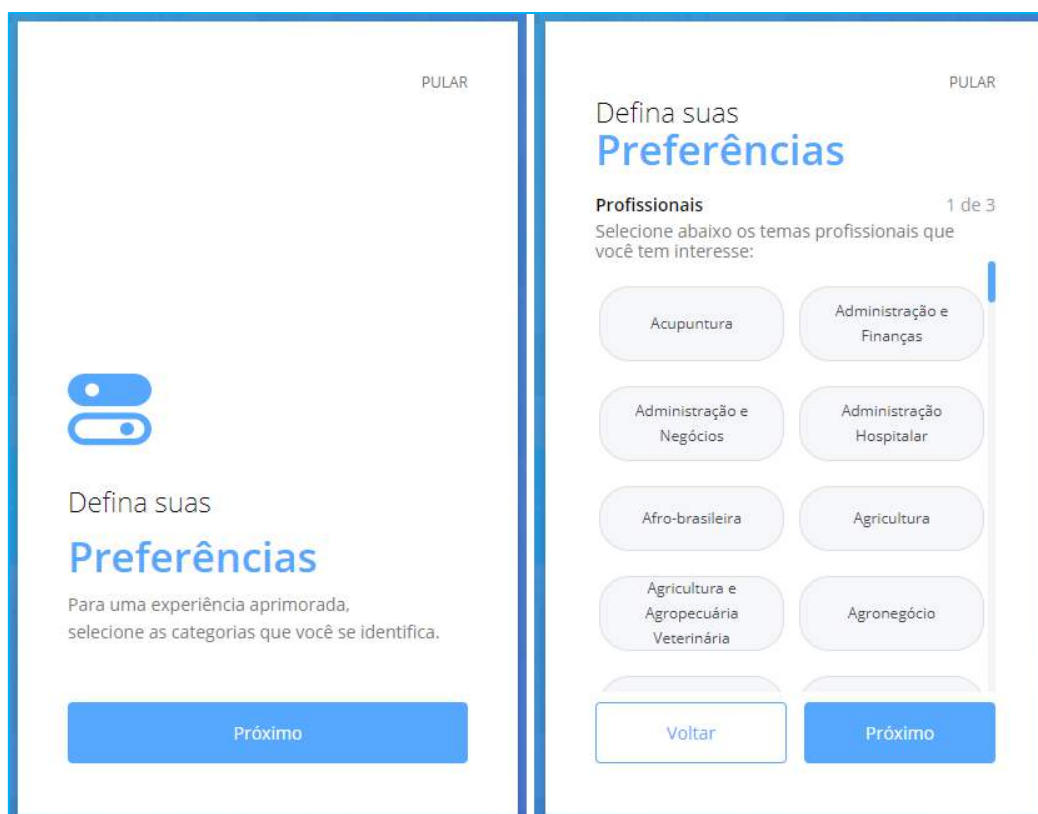 PULAR
Defina suas
Preferências
Para uma experiência aprimorada,
selecione as categorias que você se identifica.
Próximo
PULAR
Defina suas
Preferências
Profissionais 1 de 3
Selecione abaixo os temas profissionais que
você tem interesse:
Acupuntura
Administração e
Finanças
Administração e
Negócios
Administração
Hospitalar
Afro-brasileira
Agricultura
Agricultura e
Agropecuária
Veterinária
Agronegócio
Voltar
Próximo